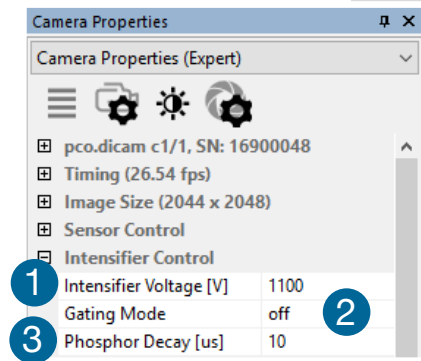 Camera Properties
Camera Properties (Expert)
pco.dicam c1/1, SN: 16900048
Timing (26.54 fps)
Image Size (2044 x 2048)
Sensor Control
Intensifier Control
1 Intensifier Voltage [V] 1100
Gating Mode off 2
3 Phosphor Decay [us] 10